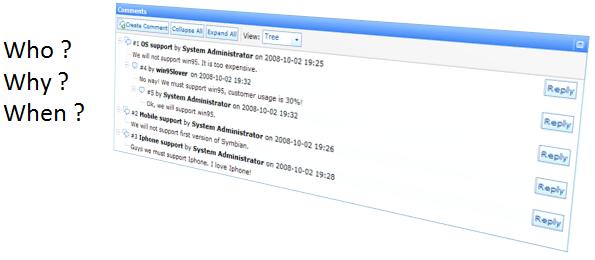 Who ?
Why ?
When ?
Comments
Create Comment Collapse All Expand All View: Tree
#1 OS support by System Administrator on 2008-10-02 19:25
We will not support win95. It is too expensive.
Reply
#4 by win95lover on 2008-10-02 19:32
No way! We must support win95, customer usage is 30%!
Reply
#5 by System Administrator on 2008-10-02 19:32
Ok, we will support win95.
Reply
#2 Mobile support by System Administrator on 2008-10-02 19:26
We will not support first version of Symbian.
Reply
#3 Iphone support by System Administrator on 2008-10-02 19:28
Guys we must support Iphone, I love Iphone!
Reply